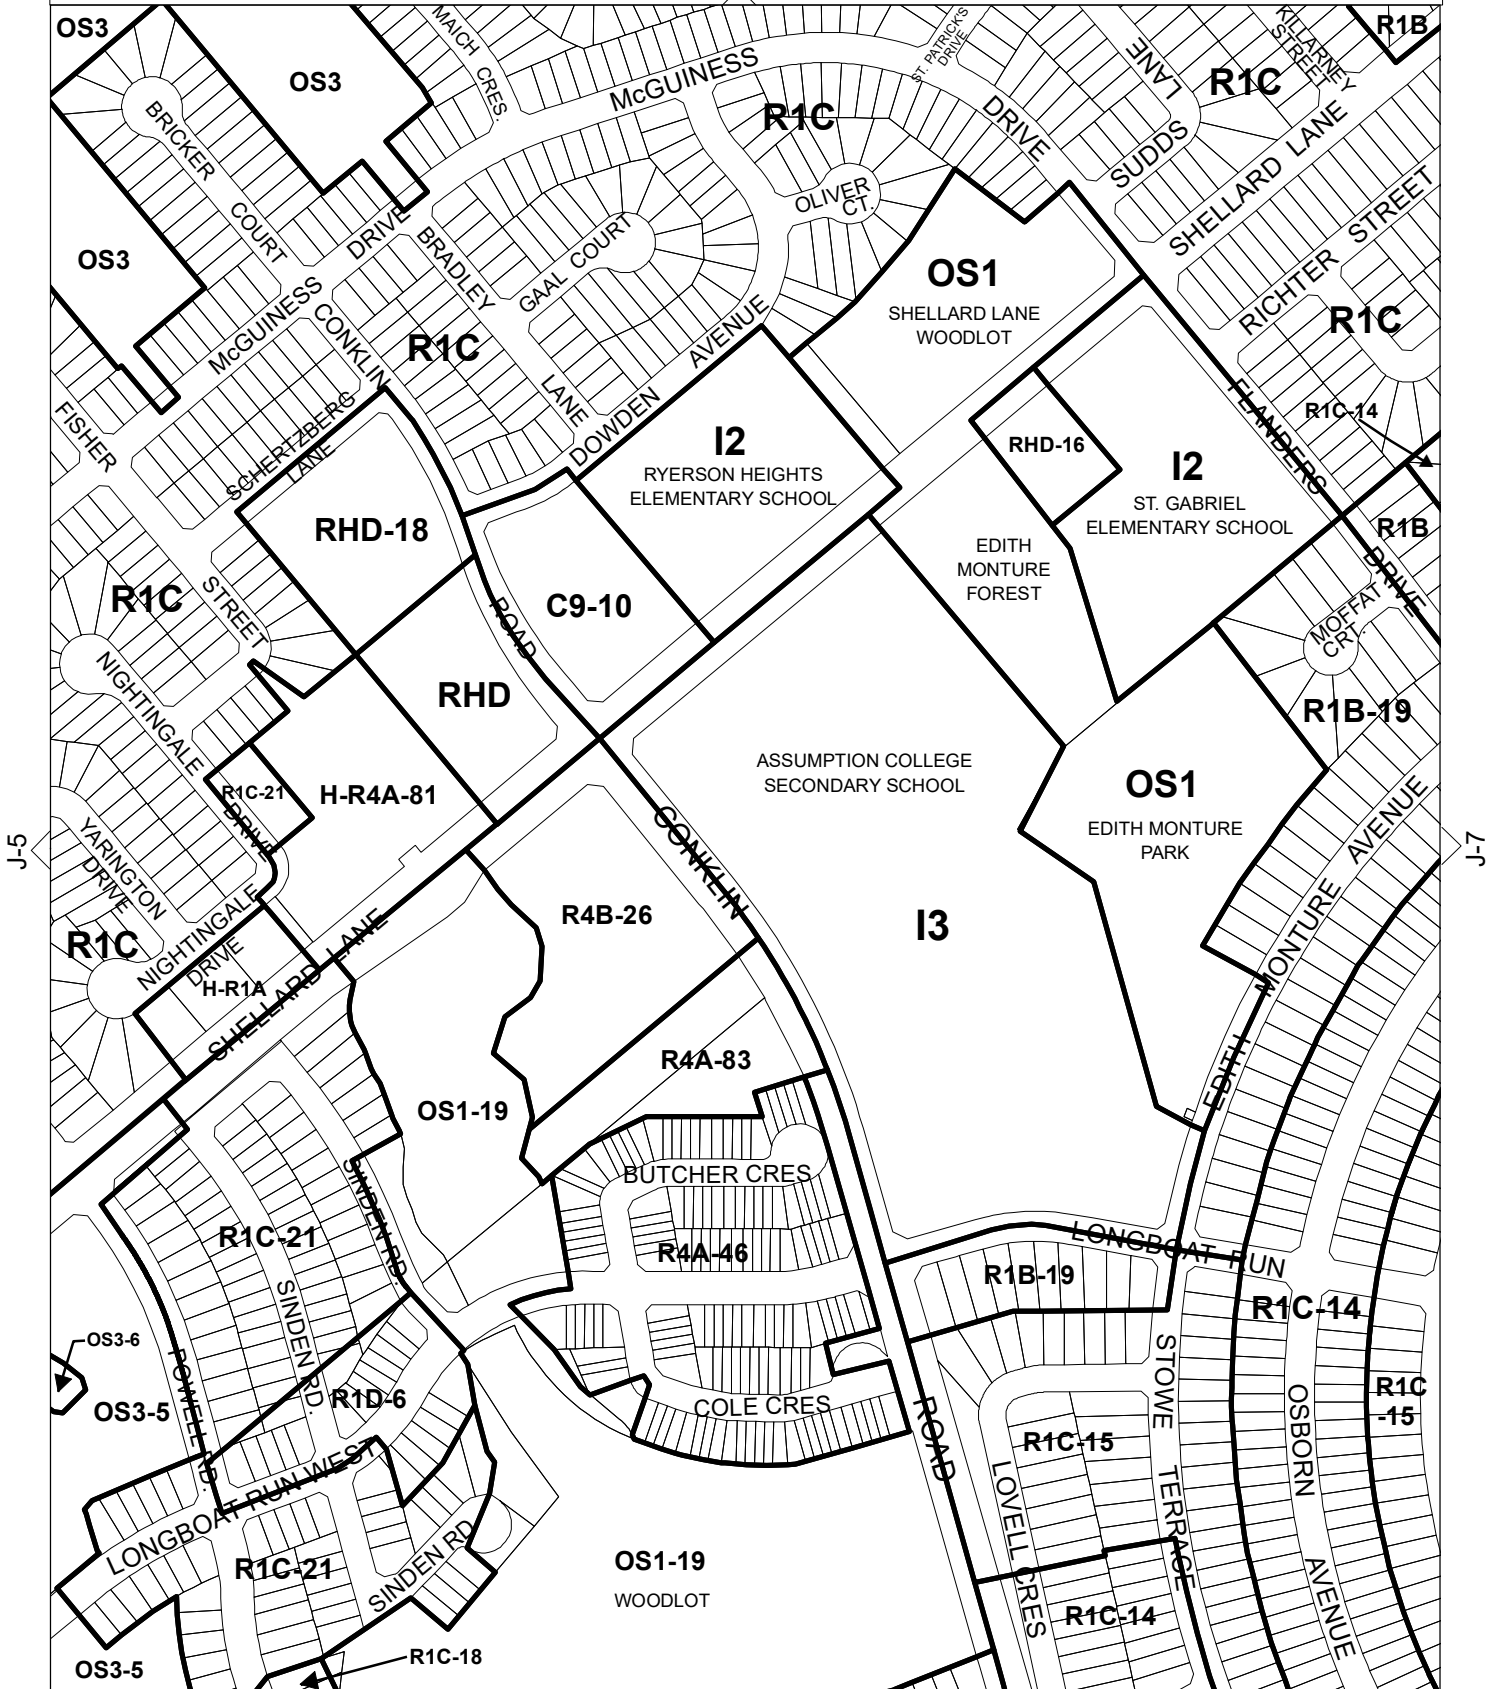 OS3
OS3
MAICH CRES.
McGUINESS
ST. PATRICK'S
DRIVE
LANE
KILLARNEY
STREET
R1B
R1C
R1C
BRICKER
COURT
DRIVE
SUDDS
SHELLARD LANE
OLIVER
CT.
RICHTER STREET
OS3
McGUINESS
DRIVE
BRADLEY
LANE
GAAL COURT
CONKLIN
R1C
DOWDEN AVENUE
OS1
SHELLARD LANE
WOODLOT
R1C
FISHER
STREET
SCHERTZBERG
LANE
I2
RYERSON HEIGHTS
ELEMENTARY SCHOOL
RHD-16
I2
ST. GABRIEL
ELEMENTARY SCHOOL
FLANDERS
DRIVE
R1C-14
R1B
RHD-18
C9-10
ROAD
EDITH
MONTURE
FOREST
MOFFAT
CRT.
R1C
NIGHTINGALE
DRIVE
RHD
R1B-19
R1C-21
H-R4A-81
ASSUMPTION COLLEGE
SECONDARY SCHOOL
OS1
EDITH MONTURE
PARK
J-5
YARINGTON
DRIVE
CONKLIN
EDITH MONTURE AVENUE
J-7
R1C
NIGHTINGALE
DRIVE
H-R1A
SHELLARD LANE
R4B-26
I3
R4A-83
OS1-19
BUTCHER CRES
SINDEN RD.
R1C-21
R4A-46
LONGBOAT RUN
R1B-19
R1C-14
SINDEN RD.
OS3-6
OS3-5
POWELL RD.
R1D-6
COLE CRES
ROAD
STOWE
TERRACE
OSBORN
AVENUE
R1C
-15
R1C-15
LOVELL CRES
LONGBOAT RUN WEST
R1C-21
SINDEN RD.
OS1-19
WOODLOT
R1C-14
OS3-5
R1C-18